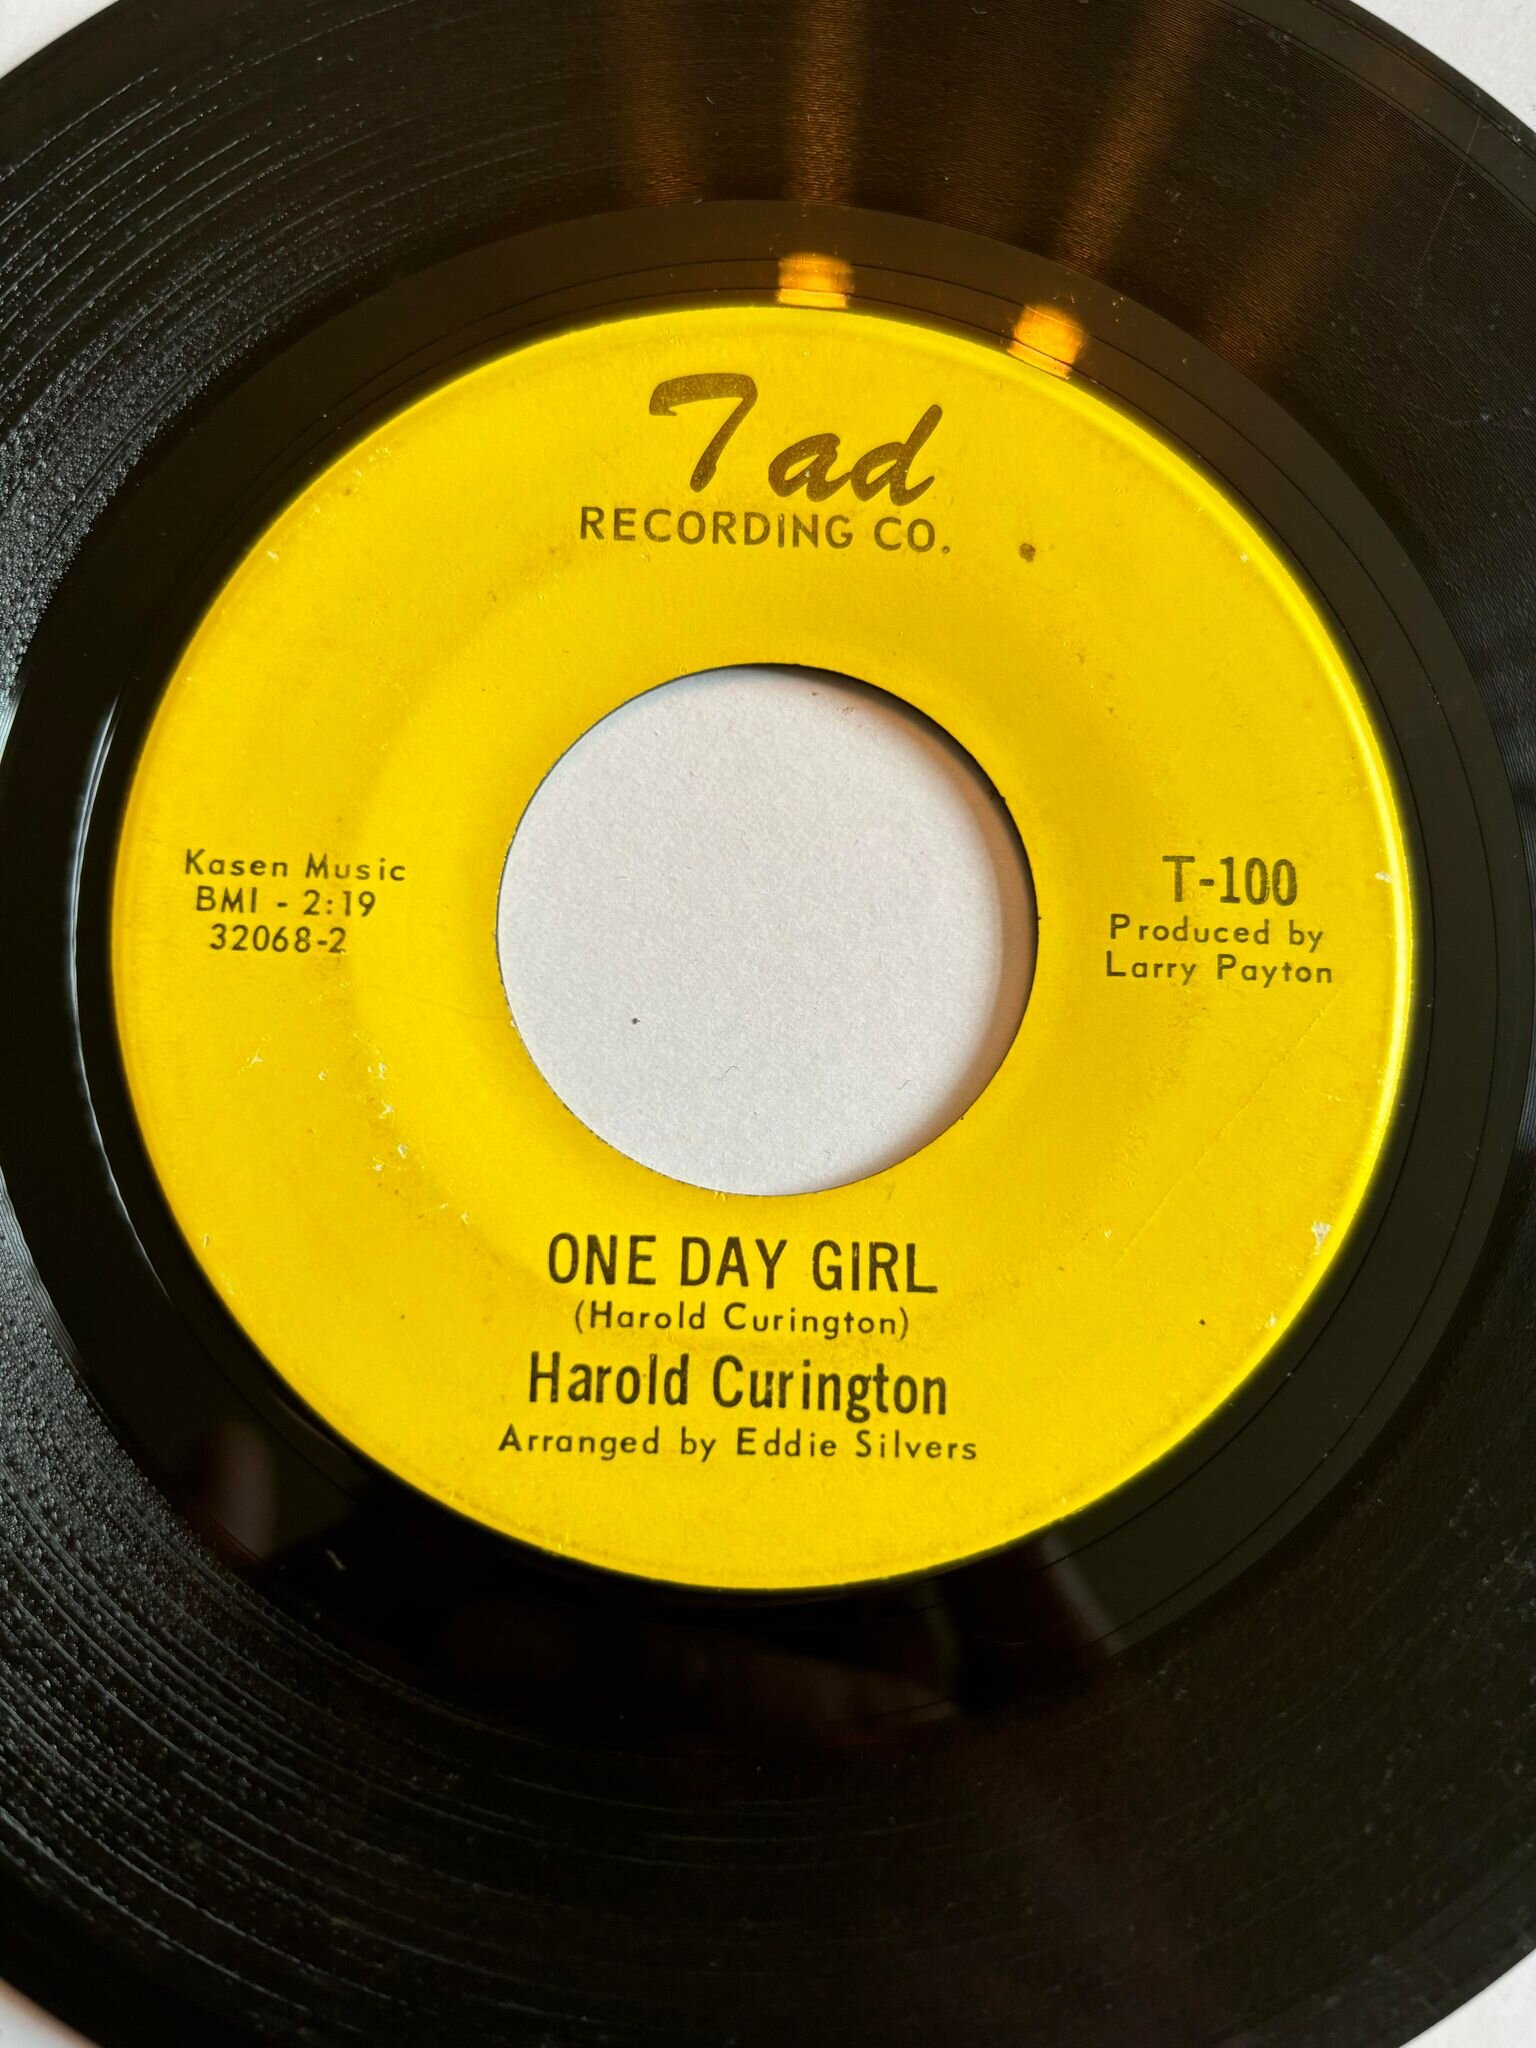 Tad
RECORDING CO.
Kasen Music
BMI - 2:19
32068-2
T-100
Produced by
Larry Payton
ONE DAY GIRL
(Harold Curington)
Harold Curington
Arranged by Eddie Silvers